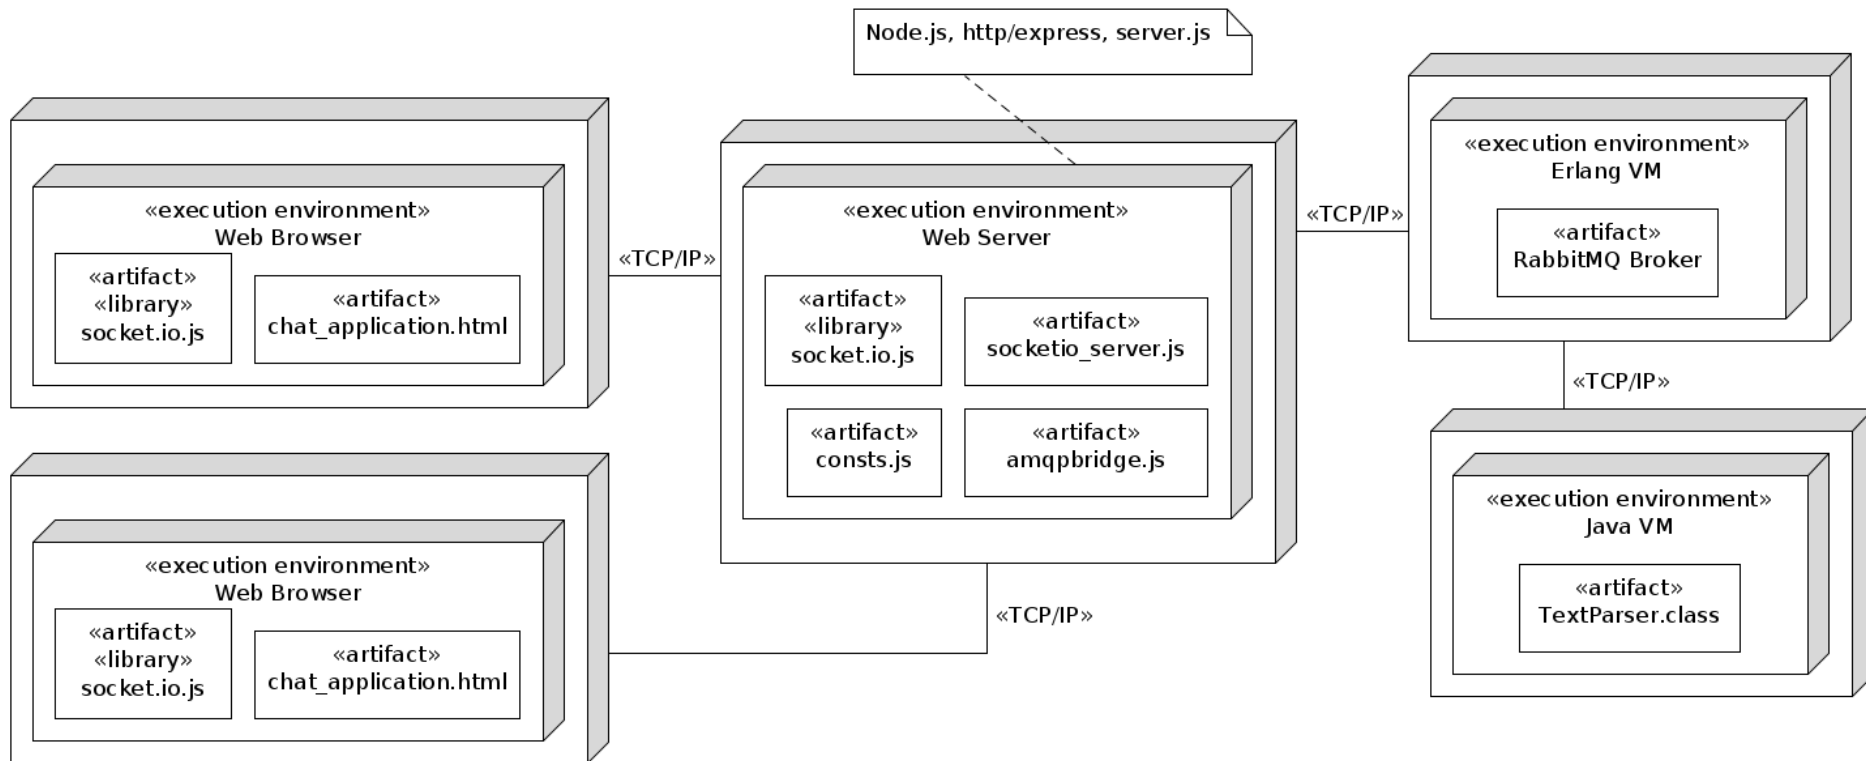 Node.js, http/express, server.js
«execution environment»
Web Browser
«artifact»
«library»
socket.io.js
«artifact»
chat_application.html
«TCP/IP»
«execution environment»
Web Server
«artifact»
«library»
socket.io.js
«artifact»
socketio_server.js
«artifact»
consts.js
«artifact»
amqpbridge.js
«TCP/IP»
«execution environment»
Erlang VM
«artifact»
RabbitMQ Broker
«TCP/IP»
«execution environment»
Java VM
«artifact»
TextParser.class
«execution environment»
Web Browser
«artifact»
«library»
socket.io.js
«artifact»
chat_application.html
«TCP/IP»